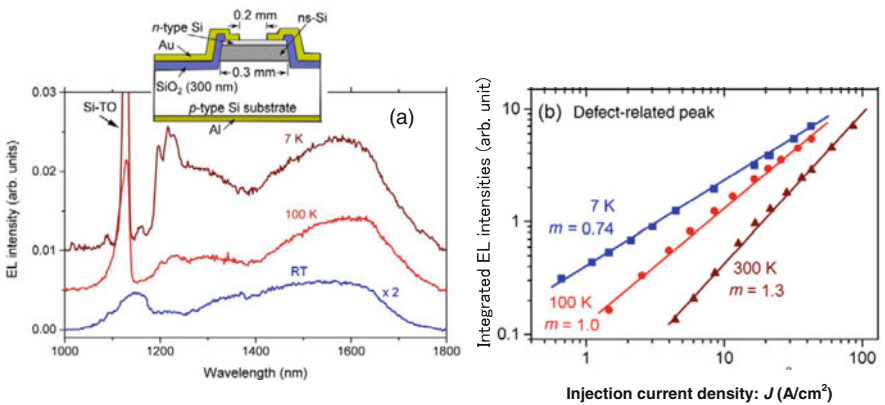 0.2 mm
n-type Si
ns-Si
Au
0.3 mm
SiO2 (300 nm)
p-type Si substrate
Al
(a)
Si-TO
7 K
100 K
RT
x 2
EL intensity (arb. units)
0.03
0.02
0.01
0.00
1000 1200 1400 1600 1800
Wavelength (nm)
(b) Defect-related peak
7 K
m = 0.74
100 K
m = 1.0
300 K
m = 1.3
Integrated EL intensities (arb. unit)
10
1
0.1
1 10 100
Injection current density: J (A/cm2)